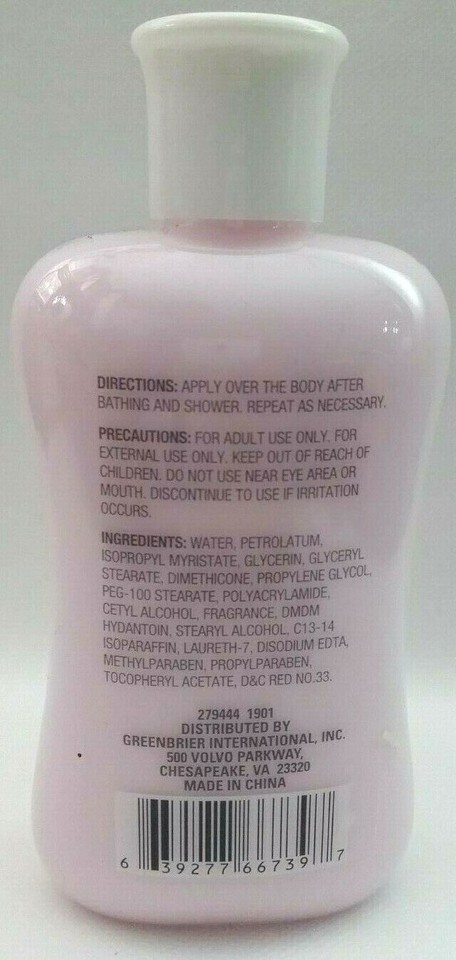 DIRECTIONS: APPLY OVER THE BODY AFTER
BATHING AND SHOWER. REPEAT AS NECESSARY.
PRECAUTIONS: FOR ADULT USE ONLY. FOR
EXTERNAL USE ONLY. KEEP OUT OF REACH OF
CHILDREN. DO NOT USE NEAR EYE AREA OR
MOUTH. DISCONTINUE TO USE IF IRRITATION
OCCURS.
INGREDIENTS: WATER, PETROLATUM,
ISOPROPYL MYRISTATE, GLYCERIN, GLYCERYL
STEARATE, DIMETHICONE, PROPYLENE GLYCOL,
PEG-100 STEARATE, POLYACRYLAMIDE,
CETYL ALCOHOL, FRAGRANCE, DMDM
HYDANTOIN, STEARYL ALCOHOL, C13-14
ISOPARAFFIN, LAURETH-7, DISODIUM EDTA,
METHYLPARABEN, PROPYLPARABEN,
TOCOPHERYL ACETATE, D&C RED NO.33.
279444 1901
DISTRIBUTED BY
GREENBRIER INTERNATIONAL, INC.
500 VOLVO PARKWAY,
CHESAPEAKE, VA 23320
MADE IN CHINA
6 39277 66739 7